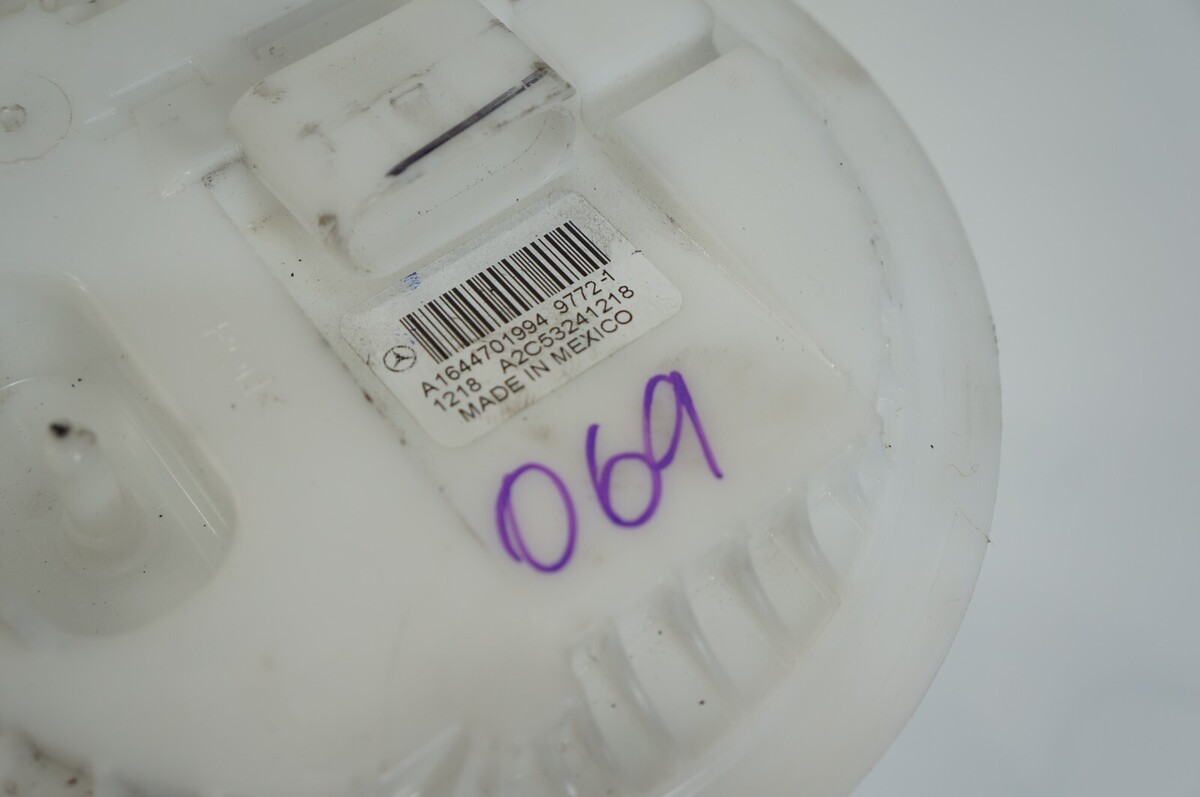 A1644701994 9772-1
1218 A2C53241218
MADE IN MEXICO
069